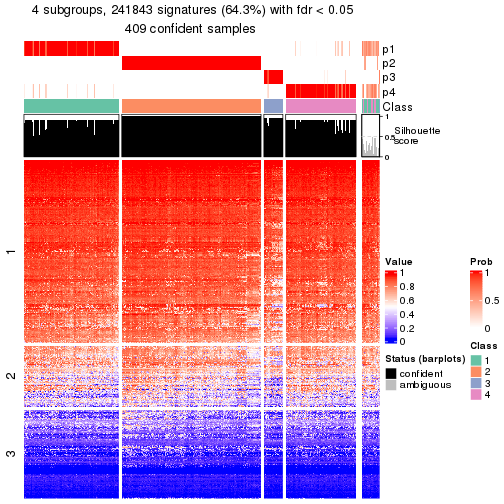 4 subgroups, 241843 signatures (64.3%) with fdr < 0.05
409 confident samples
p1
p2
p3
p4
Class
1
0.5
0
Silhouette
score
1
2
3
Value
1
0.8
0.6
0.4
0.2
0
Prob
1
0.5
0
Status (barplots)
confident
ambiguous
Class
1
2
3
4